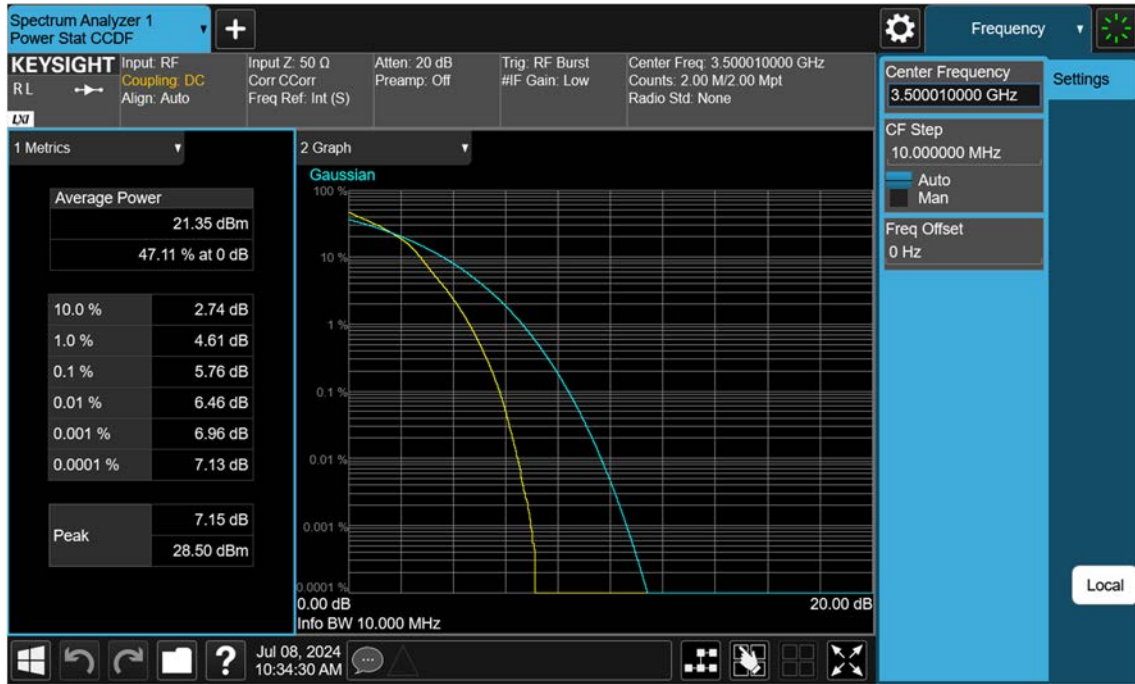 Spectrum Analyzer 1
Power Stat CCDF
+
Frequency
KEYSIGHT
R L
LXI
Input: RF
Coupling: DC
Align: Auto
Input Z: 50 Ω
Corr CCorr
Freq Ref: Int (S)
Atten: 20 dB
Preamp: Off
Trig: RF Burst
#IF Gain: Low
Center Freq: 3.500010000 GHz
Counts: 2.00 M/2.00 Mpt
Radio Std: None
Center Frequency
3.500010000 GHz
Settings
CF Step
10.000000 MHz
Auto
Man
Freq Offset
0 Hz
1 Metrics
Average Power
21.35 dBm
47.11 % at 0 dB
10.0 % 2.74 dB
1.0 % 4.61 dB
0.1 % 5.76 dB
0.01 % 6.46 dB
0.001 % 6.96 dB
0.0001 % 7.13 dB
Peak
7.15 dB
28.50 dBm
2 Graph
Gaussian
100 %
10 %
1 %
0.1 %
0.01 %
0.001 %
0.0001 %
0.00 dB 20.00 dB
Info BW 10.000 MHz
Local
?
Jul 08, 2024
10:34:30 AM